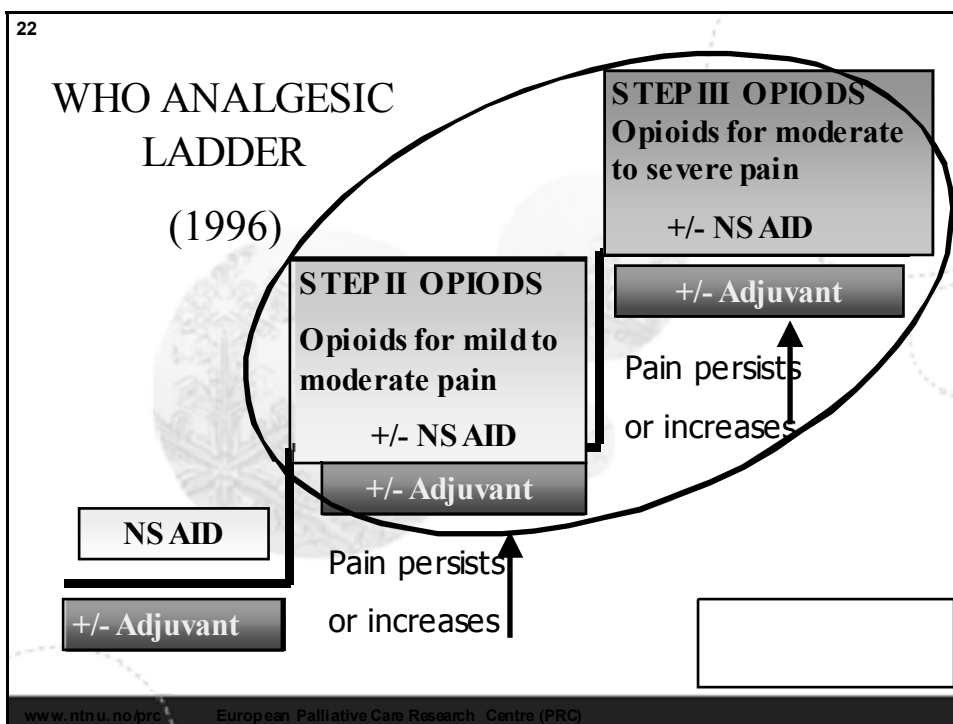 22
WHO ANALGESIC
LADDER
(1996)
STEP III OPIODS
Opioids for moderate
to severe pain
+/- NSAID
+/- Adjuvant
Pain persists
or increases
STEP II OPIODS
Opioids for mild to
moderate pain
+/- NSAID
+/- Adjuvant
Pain persists
or increases
NSAID
+/- Adjuvant
www.ntnu.no/prc European Palliative Care Research Centre (PRC)